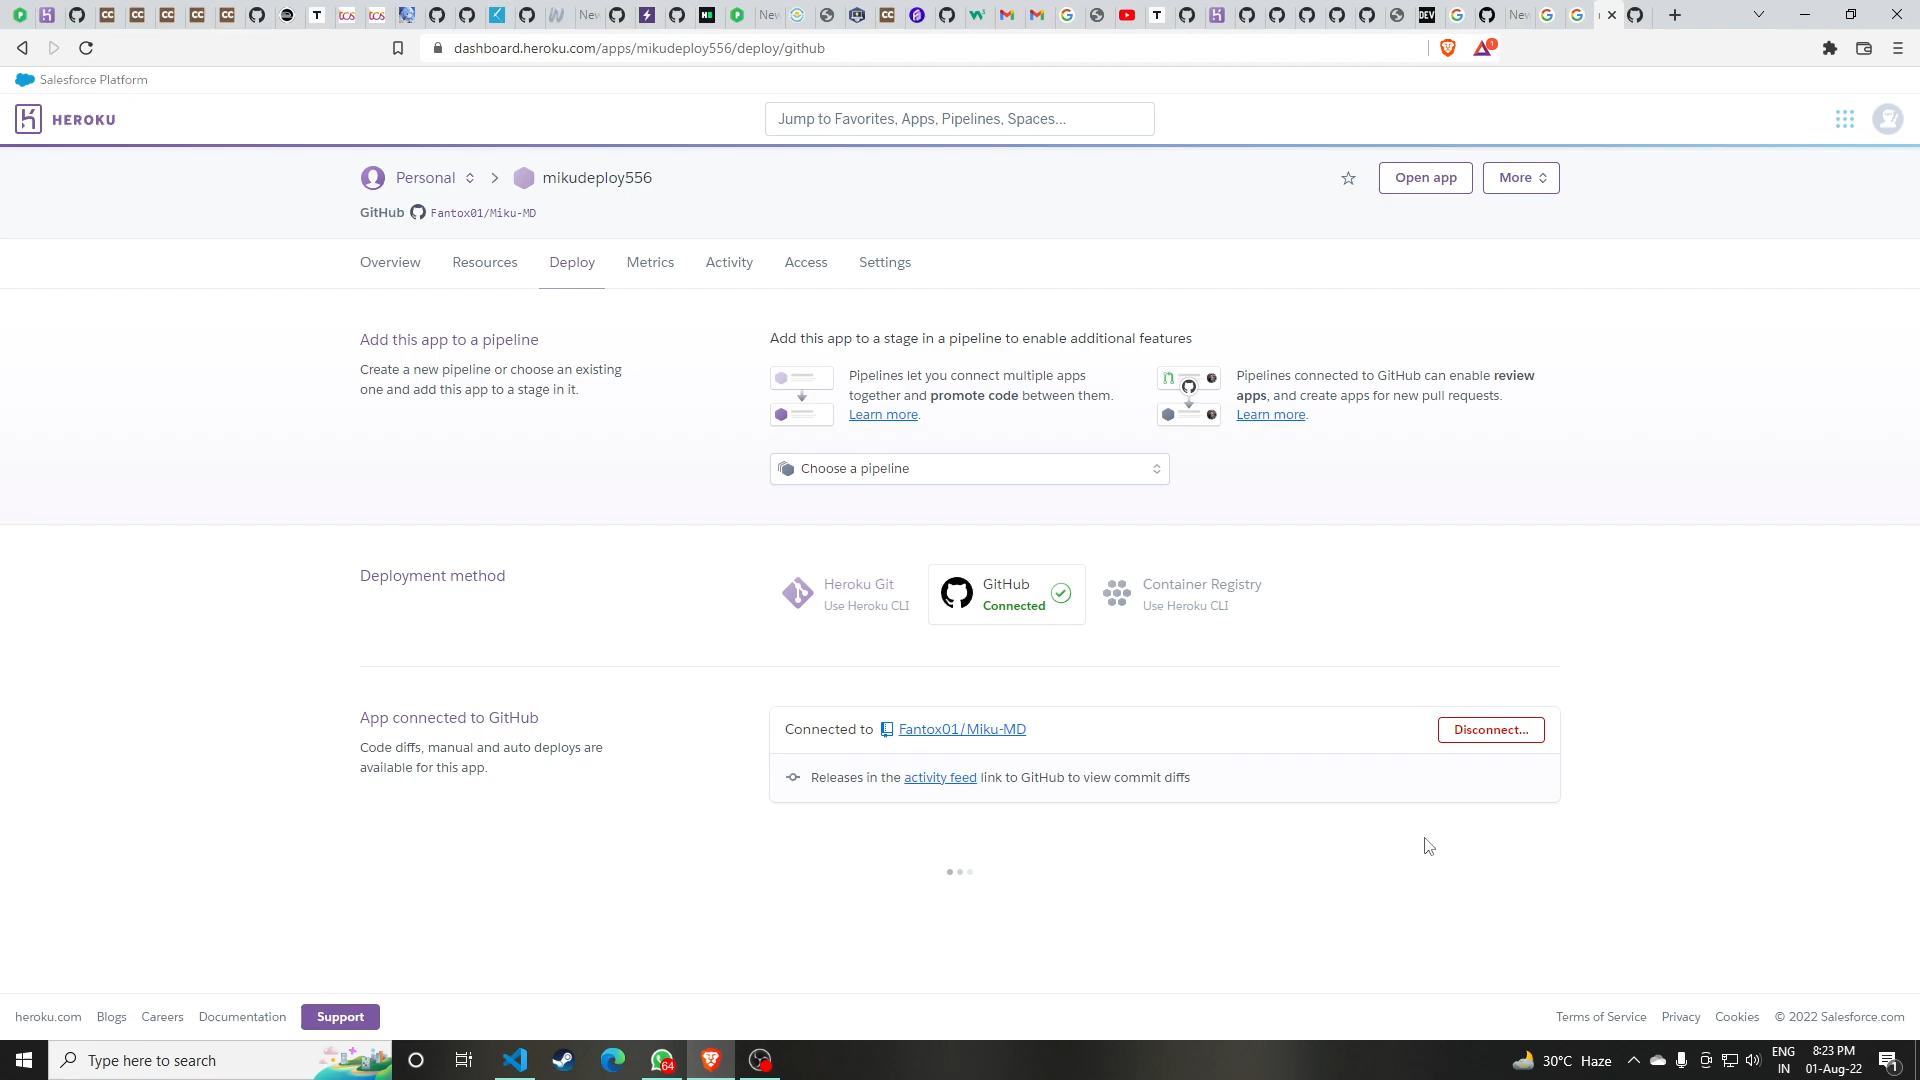 New
New
New
dashboard.heroku.com/apps/mikudeploy556/deploy/github
1
Salesforce Platform
HEROKU
Jump to Favorites, Apps, Pipelines, Spaces...
Personal
mikudeploy556
Open app
More
GitHub Fantox01/Miku-MD
Overview
Resources
Deploy
Metrics
Activity
Access
Settings
Add this app to a pipeline
Create a new pipeline or choose an existing
one and add this app to a stage in it.
Add this app to a stage in a pipeline to enable additional features
Pipelines let you connect multiple apps
together and promote code between them.
Learn more.
Pipelines connected to GitHub can enable review
apps, and create apps for new pull requests.
Learn more.
Choose a pipeline
Deployment method
Heroku Git
Use Heroku CLI
GitHub
Connected
Container Registry
Use Heroku CLI
App connected to GitHub
Code diffs, manual and auto deploys are
available for this app.
Connected to Fantox01/Miku-MD
Disconnect...
Releases in the activity feed link to GitHub to view commit diffs
heroku.com
Blogs
Careers
Documentation
Support
Terms of Service
Privacy
Cookies
© 2022 Salesforce.com
Type here to search
64
30°C Haze
ENG
IN
8:23 PM
01-Aug-22
1